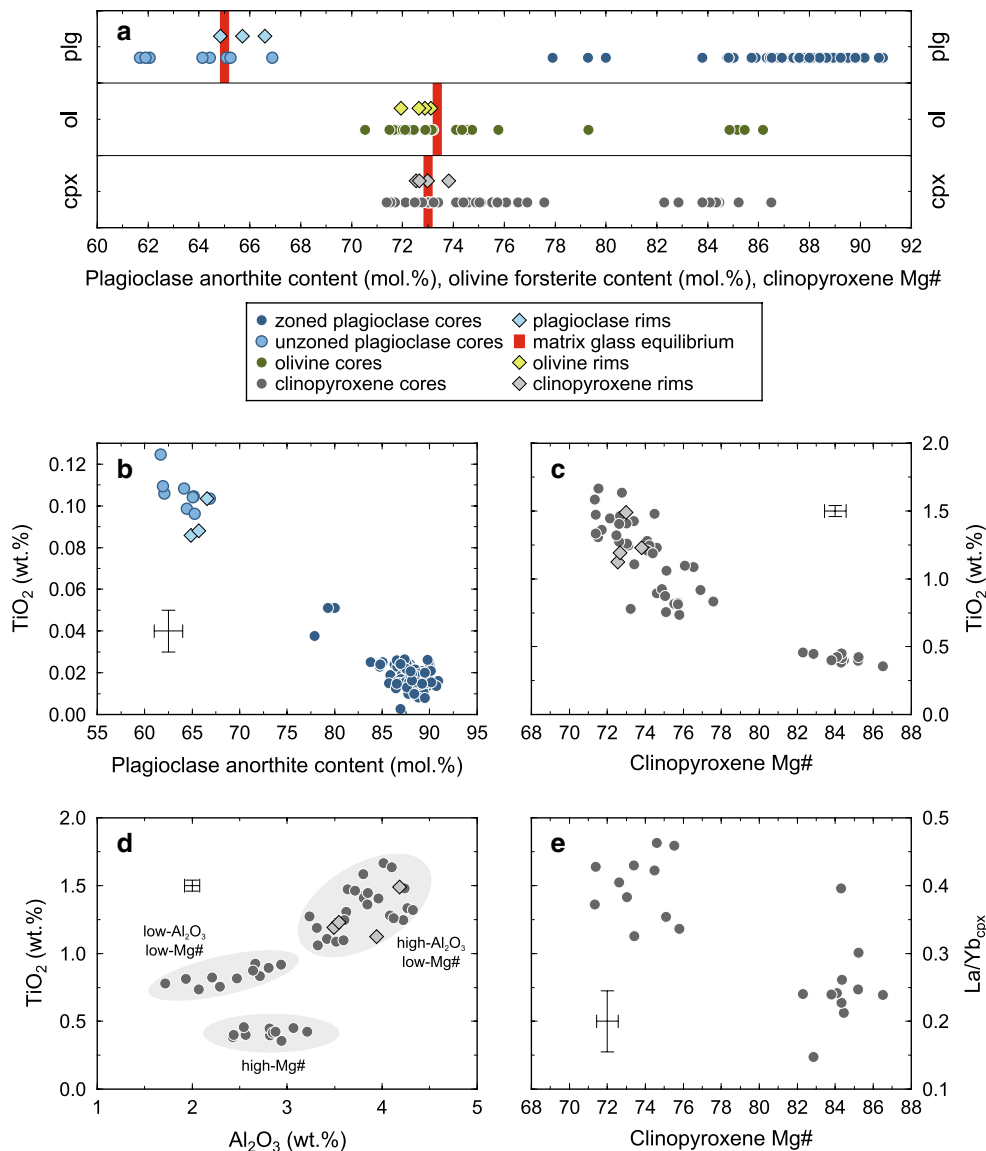 a
plg
ol
cpx
plg
ol
cpx
60 62 64 66 68 70 72 74 76 78 80 82 84 86 88 90 92
Plagioclase anorthite content (mol.%), olivine forsterite content (mol.%), clinopyroxene Mg#
zoned plagioclase cores
unzoned plagioclase cores
olivine cores
clinopyroxene cores
plagioclase rims
matrix glass equilibrium
olivine rims
clinopyroxene rims
b
TiO₂ (wt.%)
0.12
0.10
0.08
0.06
0.04
0.02
0.00
55 60 65 70 75 80 85 90 95
Plagioclase anorthite content (mol.%)
c
2.0
1.5
1.0
0.5
0.0
TiO₂ (wt.%)
68 70 72 74 76 78 80 82 84 86 88
Clinopyroxene Mg#
d
TiO₂ (wt.%)
2.0
1.5
1.0
0.5
0.0
low-Al₂O₃
low-Mg#
high-Al₂O₃
low-Mg#
high-Mg#
1 2 3 4 5
Al₂O₃ (wt.%)
e
0.5
0.4
0.3
0.2
0.1
La/Yb_cpx
68 70 72 74 76 78 80 82 84 86 88
Clinopyroxene Mg#